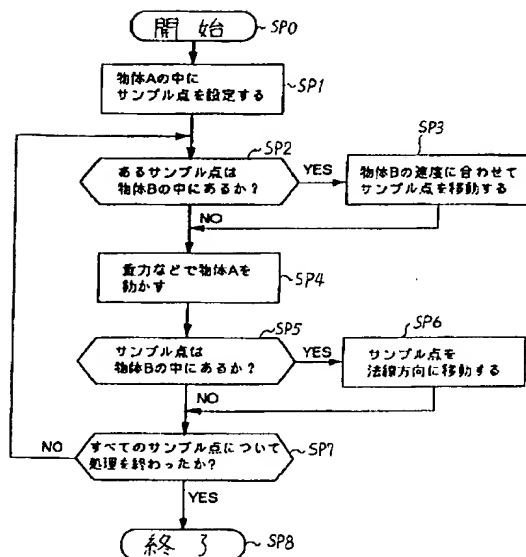 開始
SP0
物体Aの中に
サンプル点を設定する
SP1
SP2
あるサンプル点は
物体Bの中にあるか?
YES
SP3
物体Bの速度に合わせて
サンプル点を移動する
NO
重力などで物体Aを
動かす
SP4
SP5
サンプル点は
物体Bの中にあるか?
YES
SP6
サンプル点を
法線方向に移動する
NO
NO
すべてのサンプル点について
処理を終わったか?
SP7
YES
終了
SP8